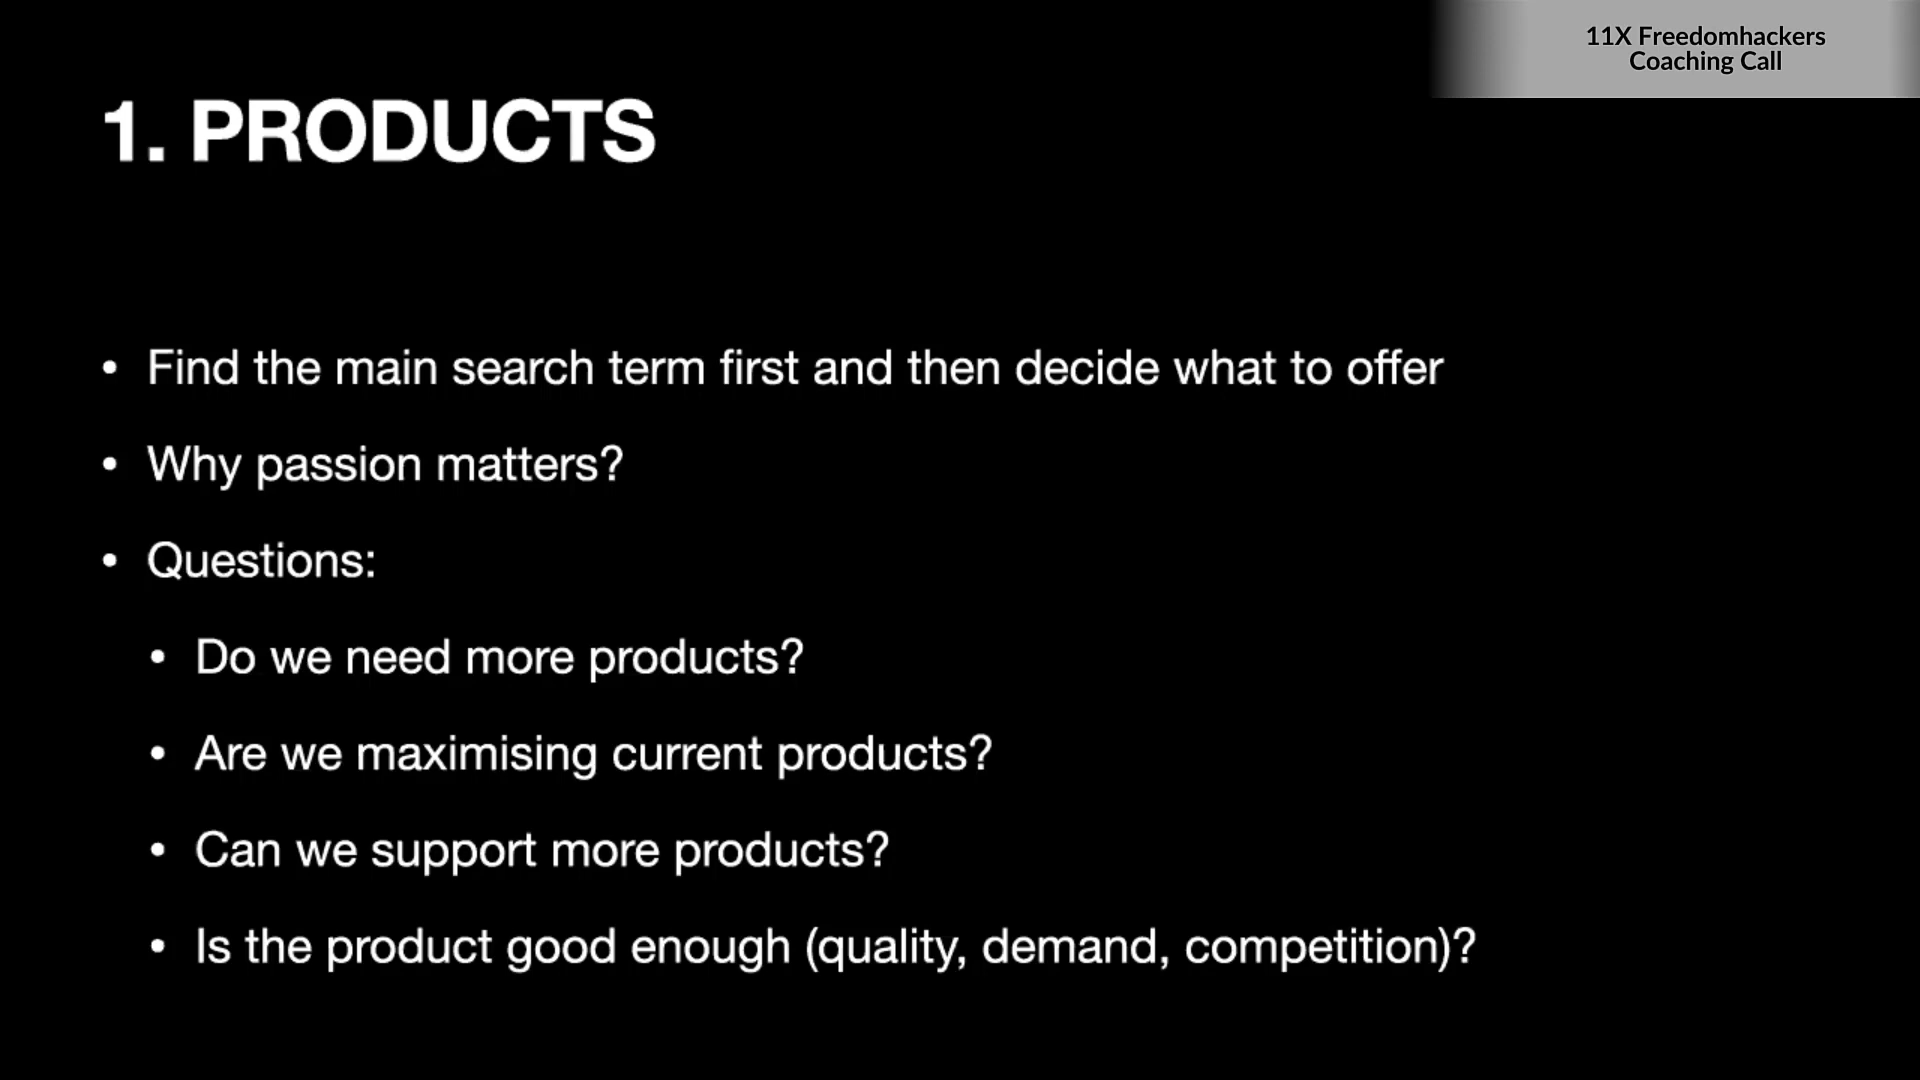 11X Freedomhackers
Coaching Call
1. PRODUCTS
• Find the main search term first and then decide what to offer
• Why passion matters?
• Questions:
• Do we need more products?
• Are we maximising current products?
• Can we support more products?
• Is the product good enough (quality, demand, competition)?